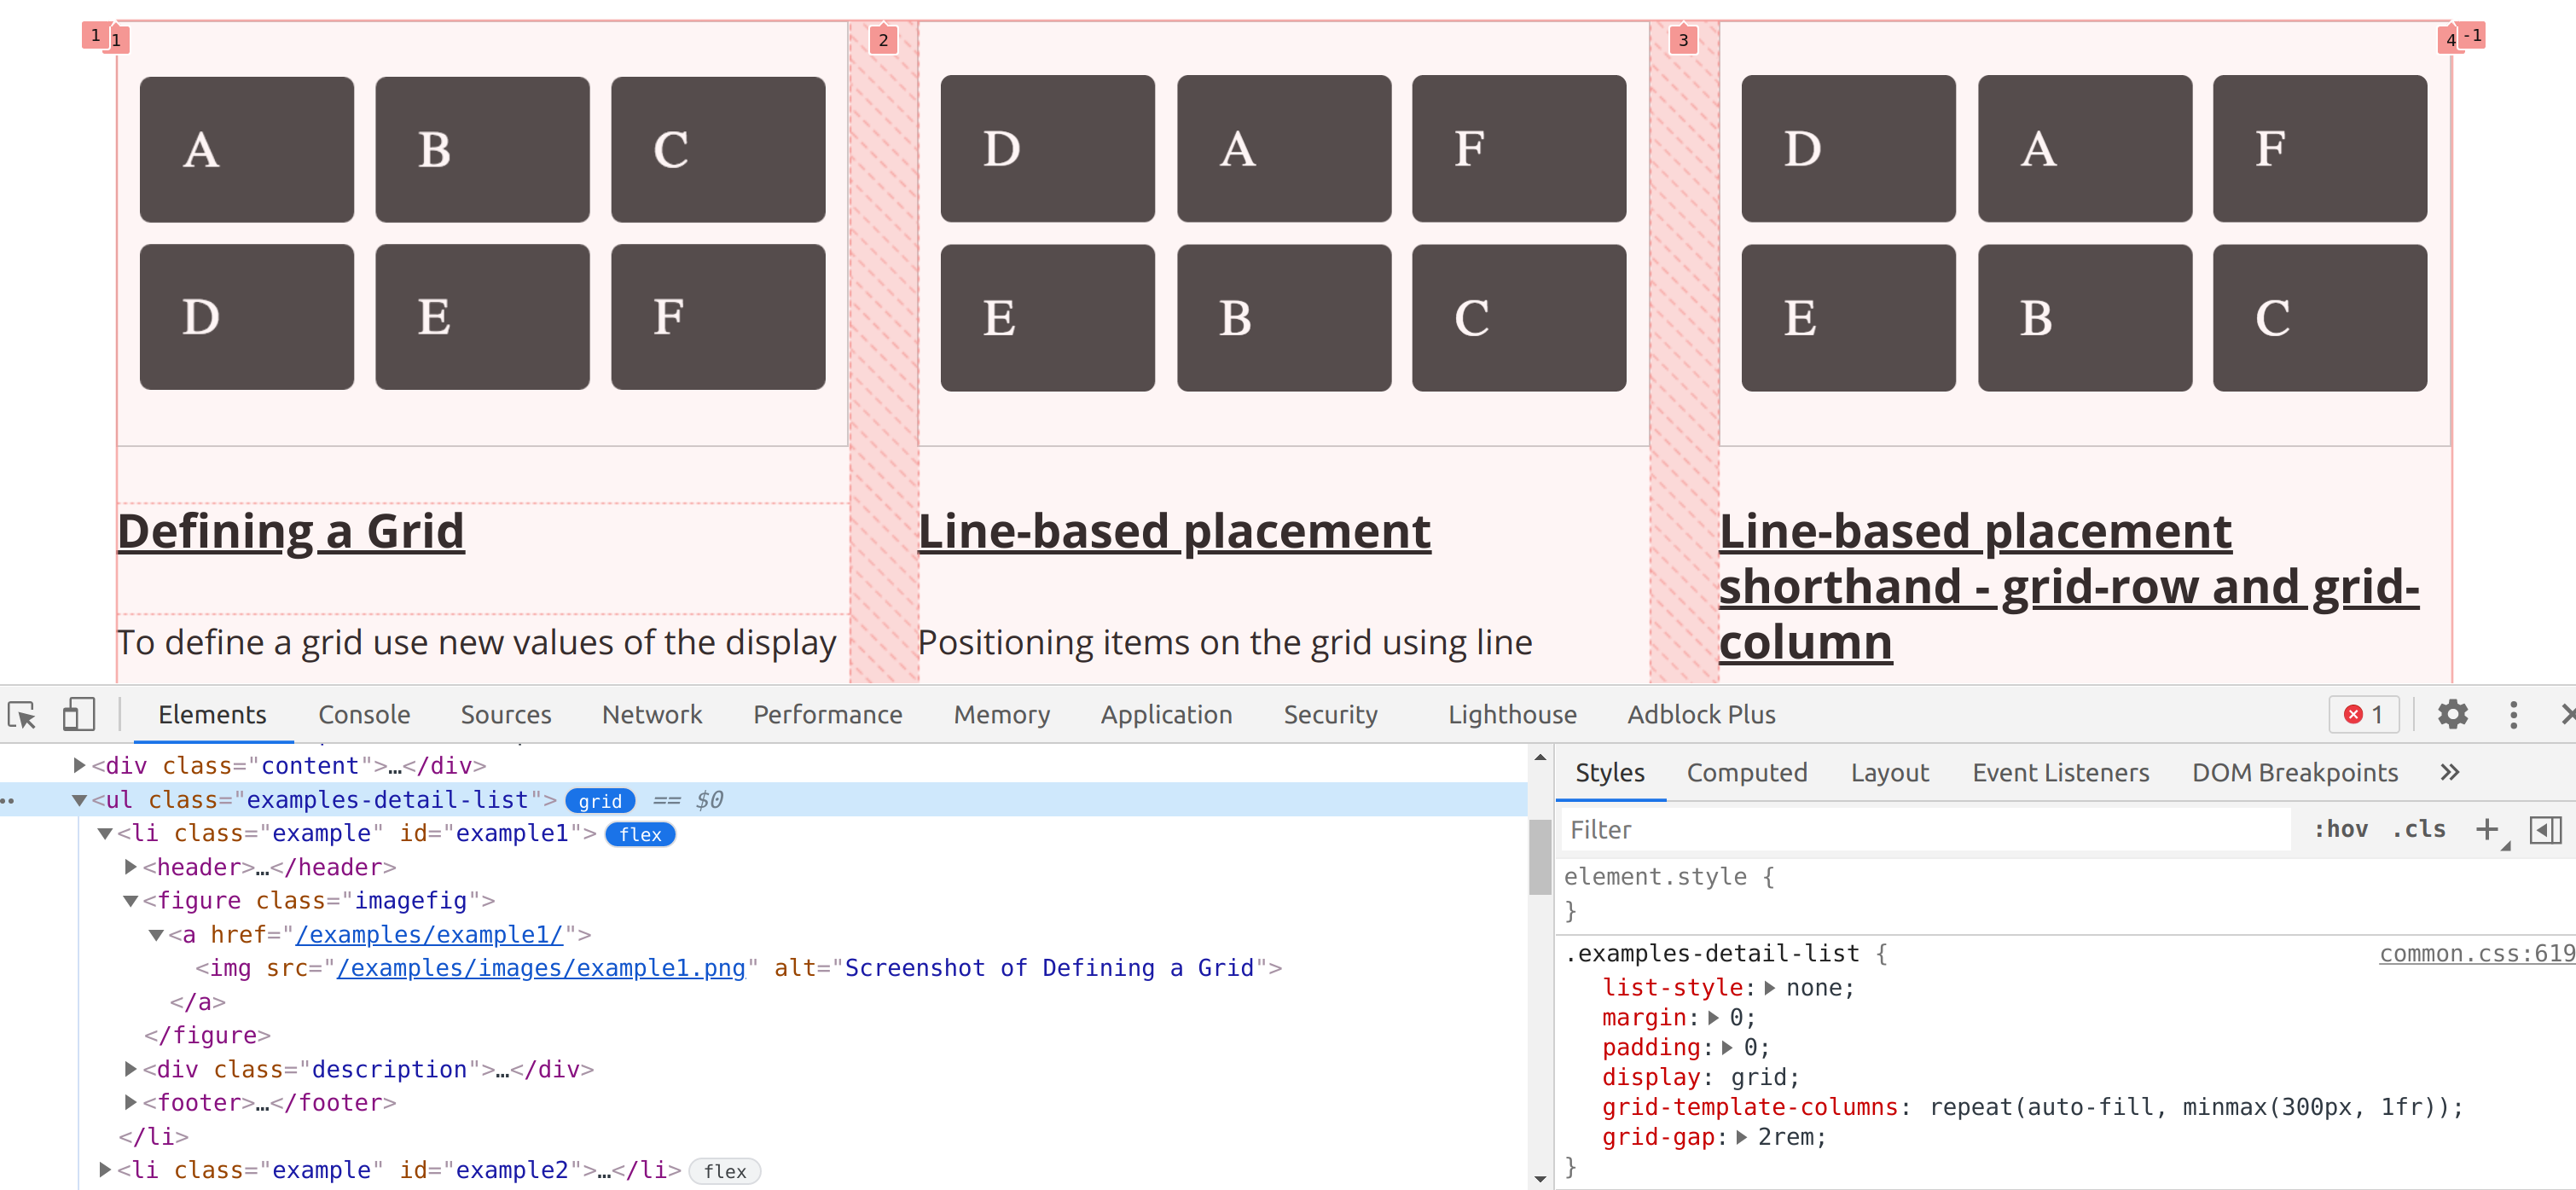 1 1 2 3 4 -1
A B C D A F D A F
D E F E B C E B C
Defining a Grid
Line-based placement
Line-based placement
shorthand - grid-row and grid-
column
To define a grid use new values of the display
Positioning items on the grid using line
Elements Console Sources Network Performance Memory Application Security Lighthouse Adblock Plus 1
<div class="content">…</div>
<ul class="examples-detail-list"> grid == $0
<li class="example" id="example1"> flex
<header>…</header>
<figure class="imagefig">
<a href="/examples/example1/">
<img src="/examples/images/example1.png" alt="Screenshot of Defining a Grid">
</a>
</figure>
<div class="description">…</div>
<footer>…</footer>
</li>
<li class="example" id="example2">…</li> flex
Styles Computed Layout Event Listeners DOM Breakpoints »
Filter :hov .cls +
element.style {
}
.examples-detail-list { common.css:619
list-style: none;
margin: 0;
padding: 0;
display: grid;
grid-template-columns: repeat(auto-fill, minmax(300px, 1fr));
grid-gap: 2rem;
}